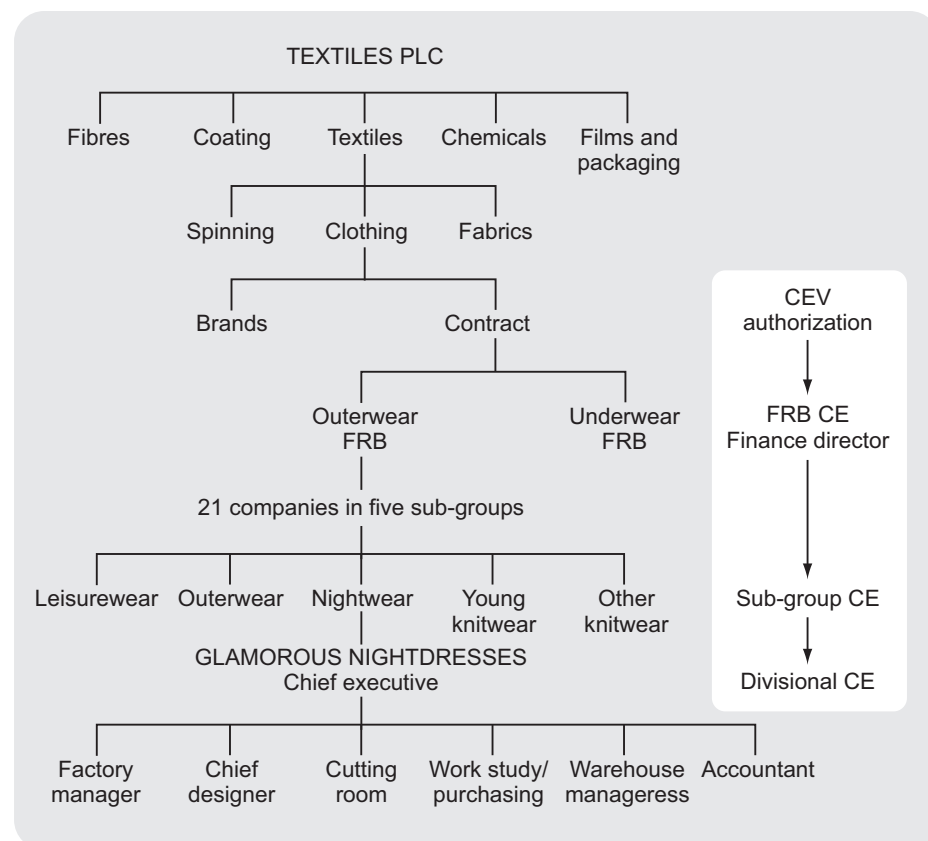 TEXTILES PLC
Fibres
Coating
Textiles
Chemicals
Films and
packaging
Spinning
Clothing
Fabrics
Brands
Contract
Outerwear
FRB
Underwear
FRB
21 companies in five sub-groups
Leisurewear
Outerwear
Nightwear
Young
knitwear
Other
knitwear
GLAMOROUS NIGHTDRESSES
Chief executive
Factory
manager
Chief
designer
Cutting
room
Work study/
purchasing
Warehouse
manageress
Accountant
CEV
authorization
FRB CE
Finance director
Sub-group CE
Divisional CE